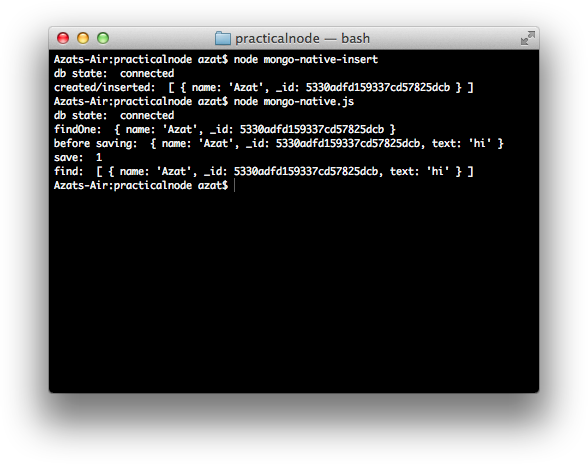 practicalnode — bash
Azats-Air:practicalnode azat$ node mongo-native-insert
db state:  connected
created/inserted:  [ { name: 'Azat', _id: 5330adfd159337cd57825dcb } ]
Azats-Air:practicalnode azat$ node mongo-native.js
db state:  connected
findOne:  { name: 'Azat', _id: 5330adfd159337cd57825dcb }
before saving:  { name: 'Azat', _id: 5330adfd159337cd57825dcb, text: 'hi' }
save:  1
find:  [ { name: 'Azat', _id: 5330adfd159337cd57825dcb, text: 'hi' } ]
Azats-Air:practicalnode azat$